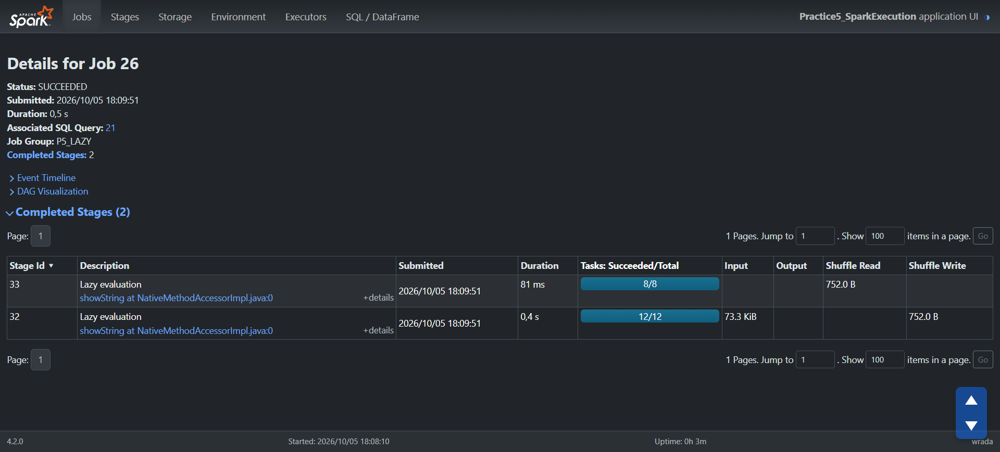 APACHE
Spark™
Jobs Stages Storage Environment Executors SQL / DataFrame Practice5_SparkExecution application UI
Details for Job 26
Status: SUCCEEDED
Submitted: 2026/10/05 18:09:51
Duration: 0,5 s
Associated SQL Query: 21
Job Group: P5_LAZY
Completed Stages: 2
Event Timeline
DAG Visualization
Completed Stages (2)
Page: 1 1 Pages. Jump to 1 . Show 100 items in a page. Go
Stage Id ▾ Description Submitted Duration Tasks: Succeeded/Total Input Output Shuffle Read Shuffle Write
33 Lazy evaluation 81 ms 8/8 752.0 B
showString at NativeMethodAccessorImpl.java:0 +details 2026/10/05 18:09:51
32 Lazy evaluation 0,4 s 12/12 73.3 KiB 752.0 B
showString at NativeMethodAccessorImpl.java:0 +details 2026/10/05 18:09:51
Page: 1 1 Pages. Jump to 1 . Show 100 items in a page. Go
4.2.0 Started: 2026/10/05 18:08:10 Uptime: 0h 3m wrada